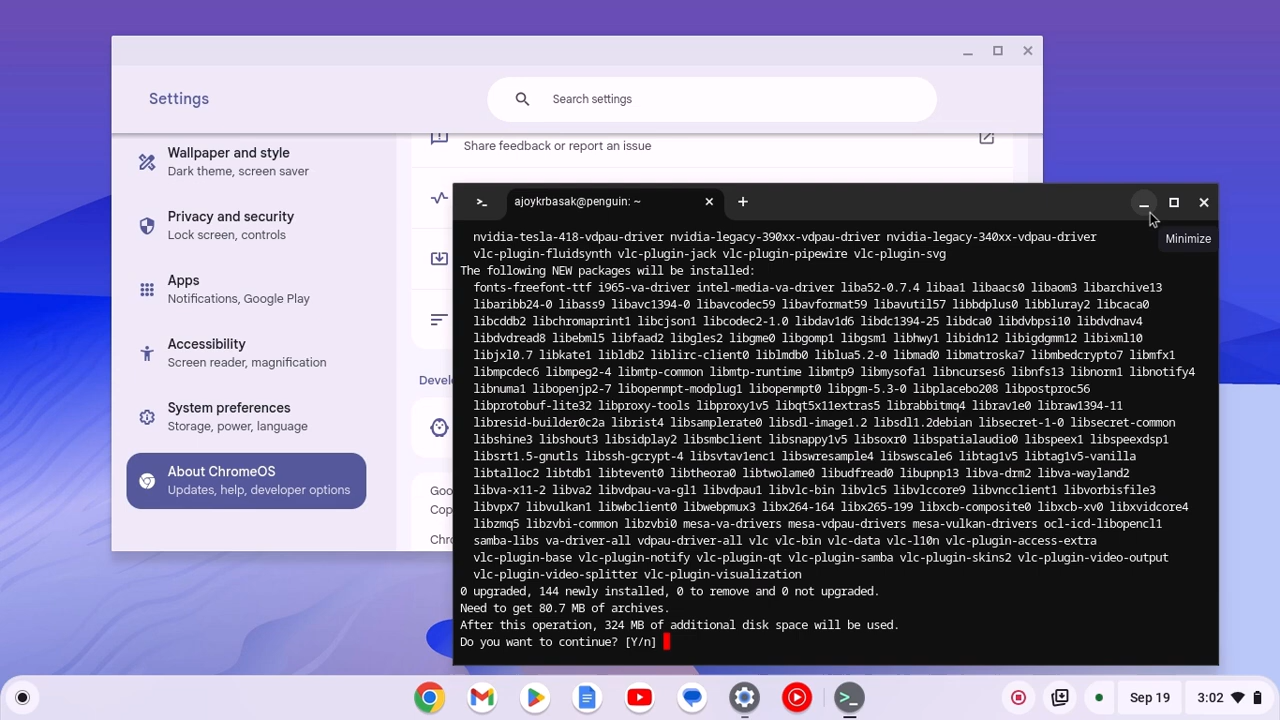 Settings
Search settings
Wallpaper and style
Dark theme, screen saver
Privacy and security
Lock screen, controls
Apps
Notifications, Google Play
Accessibility
Screen reader, magnification
System preferences
Storage, power, language
About ChromeOS
Updates, help, developer options
Share feedback or report an issue
Develo
Goo
Cop
Chro
ajoykrbasak@penguin: ~
Minimize
nvidia-tesla-418-vdpau-driver nvidia-legacy-390xx-vdpau-driver nvidia-legacy-340xx-vdpau-driver
vlc-plugin-fluidsynth vlc-plugin-jack vlc-plugin-pipewire vlc-plugin-svg
The following NEW packages will be installed:
fonts-freefont-ttf i965-va-driver intel-media-va-driver liba52-0.7.4 libaa1 libaacs0 libaom3 libarchive13
libaribb24-0 libass9 libavc1394-0 libavcodec59 libavformat59 libavutil57 libbdplus0 libbluray2 libcaca0
libcddb2 libchromaprint1 libcjson1 libcodec2-1.0 libdav1d6 libdc1394-25 libdca0 libdvbpsi10 libdvdnav4
libdvdread8 libebml5 libfaad2 libgles2 libgme0 libgomp1 libgsm1 libhwy1 libidn12 libigdgmm12 libixml10
libjxl0.7 libkate1 libldb2 liblirc-client0 liblmdb0 liblua5.2-0 libmad0 libmatroska7 libmbedcrypto7 libmfx1
libmpcdec6 libmpeg2-4 libmtp-common libmtp-runtime libmtp9 libmysofa1 libncurses6 libnfs13 libnorm1 libnotify4
libnuma1 libopenjp2-7 libopenmpt-modplug1 libopenmpt0 libpgm-5.3-0 libplacebo208 libpostproc56
libprotobuf-lite32 libproxy-tools libproxy1v5 libqt5x11extras5 librabbitmq4 librav1e0 libraw1394-11
libresid-builder0c2a librist4 libsamplerate0 libsdl-image1.2 libsdl1.2debian libsecret-1-0 libsecret-common
libshine3 libshout3 libsidplay2 libsmbclient libsnappy1v5 libsoxr0 libspatialaudio0 libspeex1 libspeexdsp1
libsrt1.5-gnutls libssh-gcrypt-4 libsvtav1enc1 libswresample4 libswscale6 libtag1v5 libtag1v5-vanilla
libtalloc2 libtdb1 libtevent0 libtheora0 libtwolame0 libudfread0 libupnp13 libva-drm2 libva-wayland2
libva-x11-2 libva2 libvdpau-va-gl1 libvdpau1 libvlc-bin libvlc5 libvlccore9 libvncclient1 libvorbisfile3
libvpx7 libvulkan1 libwbclient0 libwebpmux3 libx264-164 libx265-199 libxcb-composite0 libxcb-xv0 libxvidcore4
libzmq5 libzvbi-common libzvbi0 mesa-va-drivers mesa-vdpau-drivers mesa-vulkan-drivers ocl-icd-libopencl1
samba-libs va-driver-all vdpau-driver-all vlc vlc-bin vlc-data vlc-l10n vlc-plugin-access-extra
vlc-plugin-base vlc-plugin-notify vlc-plugin-qt vlc-plugin-samba vlc-plugin-skins2 vlc-plugin-video-output
vlc-plugin-video-splitter vlc-plugin-visualization
0 upgraded, 144 newly installed, 0 to remove and 0 not upgraded.
Need to get 80.7 MB of archives.
After this operation, 324 MB of additional disk space will be used.
Do you want to continue? [Y/n]
Sep 19
3:02